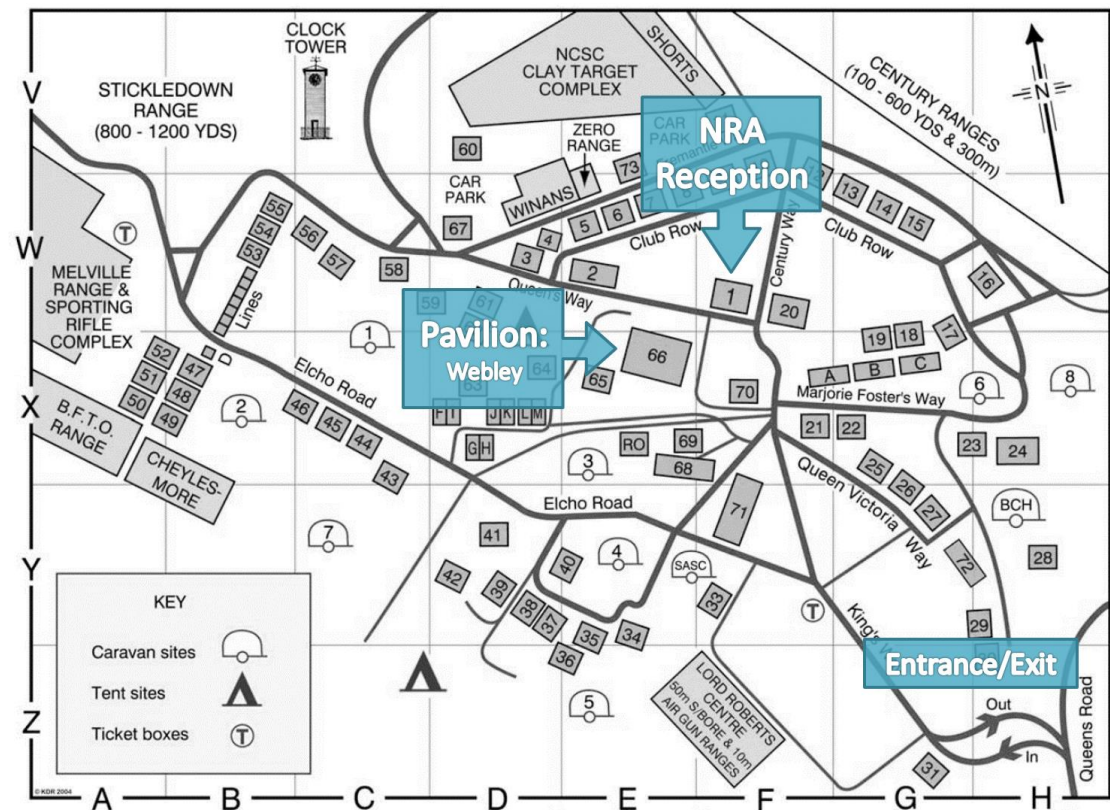 CLOCK
TOWER
NCSC
CLAY TARGET
COMPLEX
SHORTS
CENTURY RANGES
(100 - 600 YDS & 300m)
N
V
STICKLEDOWN
RANGE
(800 - 1200 YDS)
CAR
PARK
NRA
Reception
ZERO
RANGE
60
73
CAR
PARK
WINANS
5
6
7
13
14
15
55
54
53
56
57
58
67
4
3
2
Club Row
Club Row
Century Way
W
T
MELVILLE
RANGE &
SPORTING
RIFLE
COMPLEX
Lines
D
Queen's Way
59
61
1
20
16
19
18
17
1
Pavilion:
Webley
64
63
65
66
70
A
B
C
Marjorie Foster's Way
6
8
52
51
50
47
48
49
2
Elcho Road
X
B.F.T.O.
RANGE
CHEYLES-
MORE
46
45
44
43
F
I
J
K
L
M
G
H
3
RO
69
68
21
22
23
24
25
26
27
Queen Victoria
Way
BCH
28
7
41
42
Elcho Road
71
40
4
SASC
39
38
37
36
35
34
33
72
29
T
Y
KEY
Caravan sites
Tent sites
Ticket boxes
T
King's
Entrance/Exit
5
LORD ROBERTS
CENTRE
50m S/BORE & 10m
AIR GUN RANGES
Out
In
Queens Road
31
Z
© KDR 2004
A
B
C
D
E
F
G
H